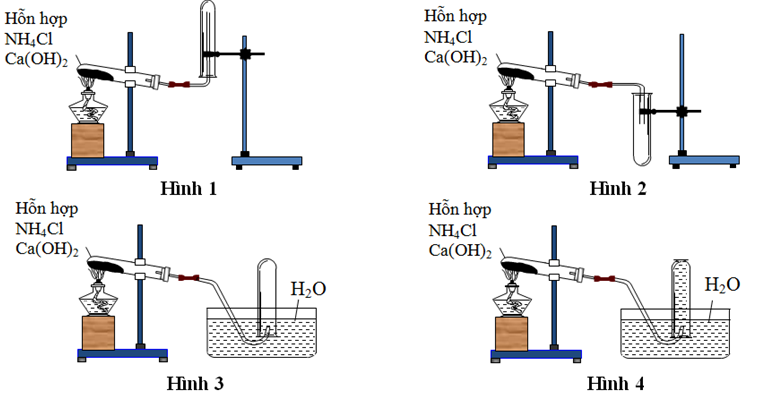 Hỗn hợp
NH₄Cl
Ca(OH)₂
Hình 1
Hỗn hợp
NH₄Cl
Ca(OH)₂
Hình 2
Hỗn hợp
NH₄Cl
Ca(OH)₂
H₂O
Hình 3
Hỗn hợp
NH₄Cl
Ca(OH)₂
H₂O
Hình 4